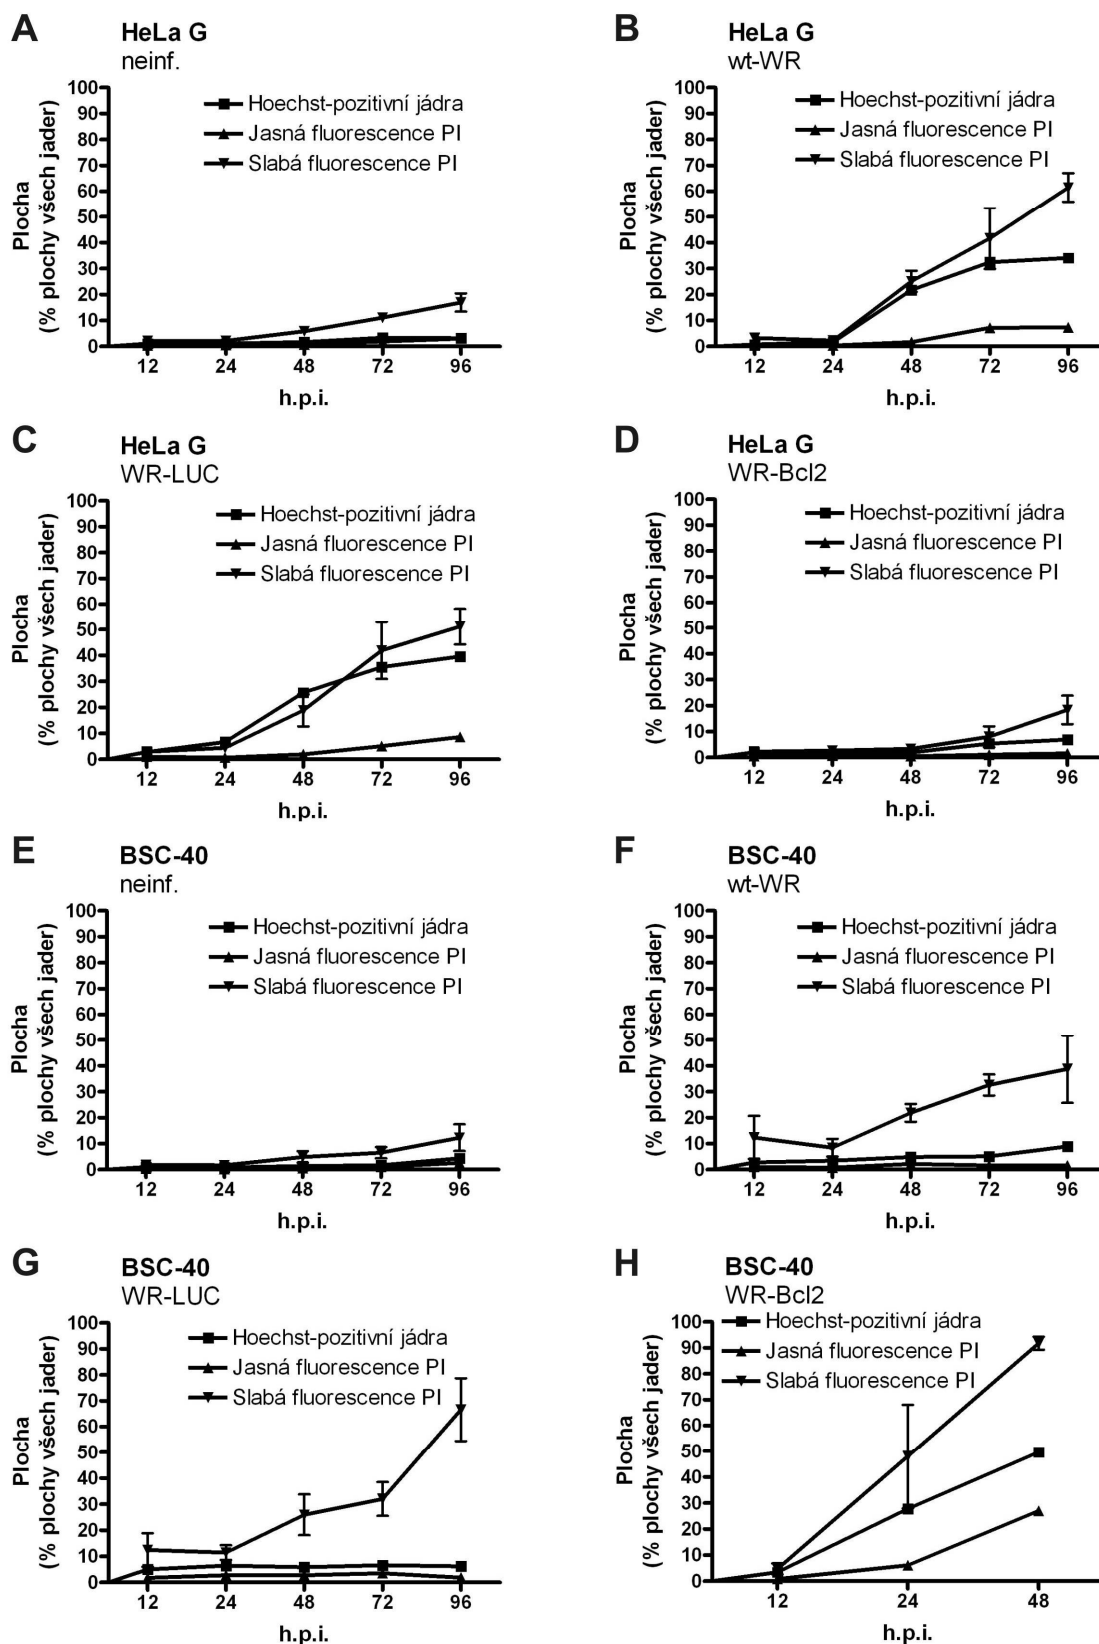 A
HeLa G
neinf.
Plocha
(% plochy všech jader)
100
90
80
70
60
50
40
30
20
10
0
Hoechst-pozitivní jádra
Jasná fluorescence PI
Slabá fluorescence PI
12 24 48 72 96
h.p.i.
B
HeLa G
wt-WR
Plocha
(% plochy všech jader)
100
90
80
70
60
50
40
30
20
10
0
Hoechst-pozitivní jádra
Jasná fluorescence PI
Slabá fluorescence PI
12 24 48 72 96
h.p.i.
C
HeLa G
WR-LUC
Plocha
(% plochy všech jader)
100
90
80
70
60
50
40
30
20
10
0
Hoechst-pozitivní jádra
Jasná fluorescence PI
Slabá fluorescence PI
12 24 48 72 96
h.p.i.
D
HeLa G
WR-Bcl2
Plocha
(% plochy všech jader)
100
90
80
70
60
50
40
30
20
10
0
Hoechst-pozitivní jádra
Jasná fluorescence PI
Slabá fluorescence PI
12 24 48 72 96
h.p.i.
E
BSC-40
neinf.
Plocha
(% plochy všech jader)
100
90
80
70
60
50
40
30
20
10
0
Hoechst-pozitivní jádra
Jasná fluorescence PI
Slabá fluorescence PI
12 24 48 72 96
h.p.i.
F
BSC-40
wt-WR
Plocha
(% plochy všech jader)
100
90
80
70
60
50
40
30
20
10
0
Hoechst-pozitivní jádra
Jasná fluorescence PI
Slabá fluorescence PI
12 24 48 72 96
h.p.i.
G
BSC-40
WR-LUC
Plocha
(% plochy všech jader)
100
90
80
70
60
50
40
30
20
10
0
Hoechst-pozitivní jádra
Jasná fluorescence PI
Slabá fluorescence PI
12 24 48 72 96
h.p.i.
H
BSC-40
WR-Bcl2
Plocha
(% plochy všech jader)
100
90
80
70
60
50
40
30
20
10
0
Hoechst-pozitivní jádra
Jasná fluorescence PI
Slabá fluorescence PI
12 24 48
h.p.i.